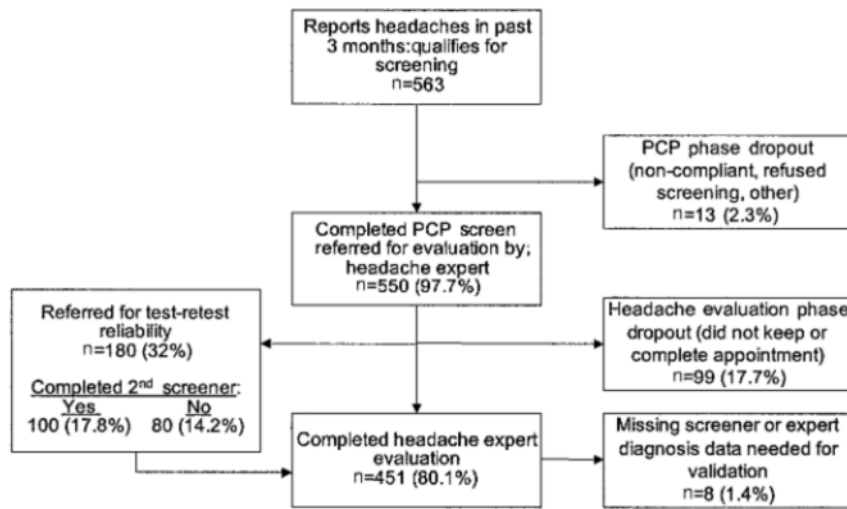 Reports headaches in past
3 months:qualifies for
screening
n=563
PCP phase dropout
(non-compliant, refused
screening, other)
n=13 (2.3%)
Completed PCP screen
referred for evaluation by;
headache expert
n=550 (97.7%)
Referred for test-retest
reliability
n=180 (32%)
Completed 2nd screener:
Yes No
100 (17.8%) 80 (14.2%)
Headache evaluation phase
dropout (did not keep or
complete appointment)
n=99 (17.7%)
Completed headache expert
evaluation
n=451 (80.1%)
Missing screener or expert
diagnosis data needed for
validation
n=8 (1.4%)